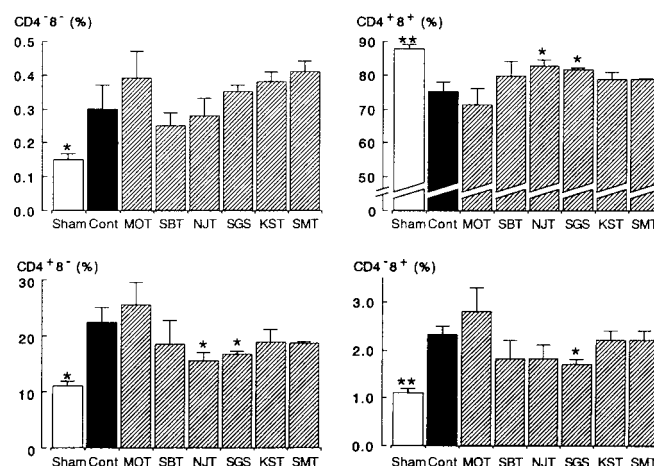 CD4⁻8⁻ (%)
0.5
0.4
0.3
0.2
0.1
0.0
*
Sham Cont MOT SBT NJT SGS KST SMT
CD4⁺8⁺ (%)
90
80
70
60
50
0
** * *
Sham Cont MOT SBT NJT SGS KST SMT
CD4⁺8⁻ (%)
30
20
10
0
* * *
Sham Cont MOT SBT NJT SGS KST SMT
CD4⁻8⁺ (%)
3.0
2.0
1.0
0.0
** *
Sham Cont MOT SBT NJT SGS KST SMT